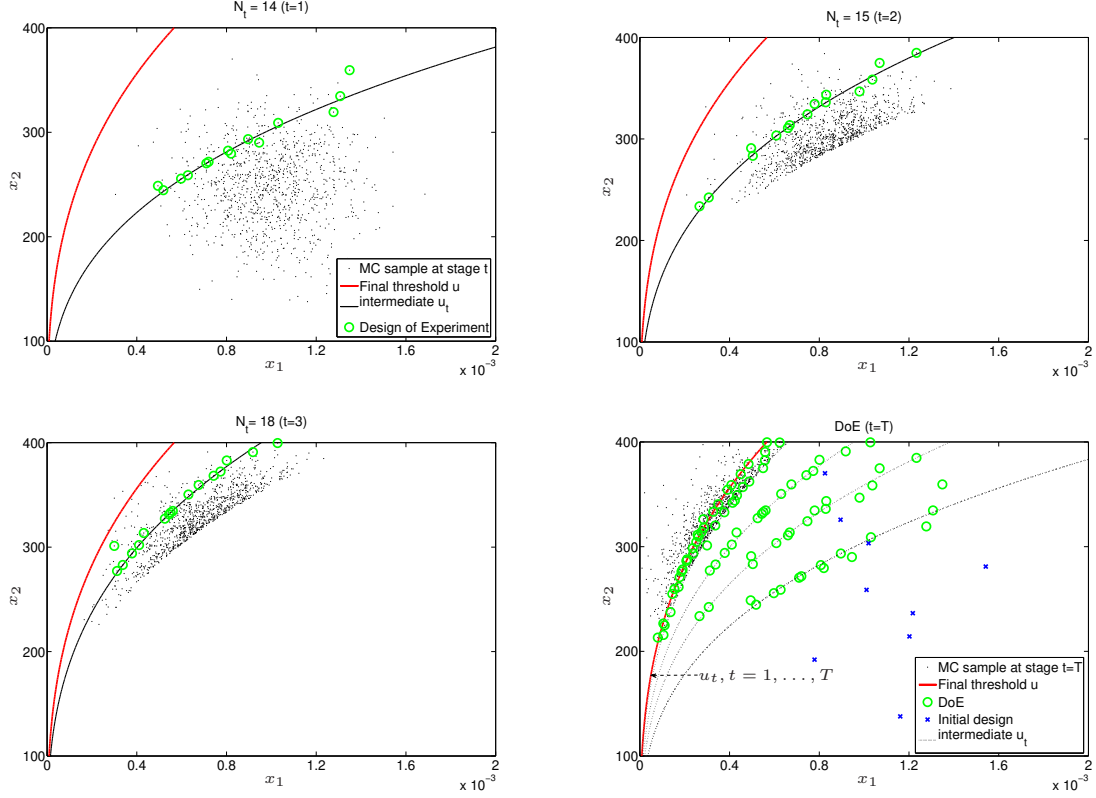 N_t = 14 (t=1)
400
300
200
100
x_2
0
0.4
0.8
1.2
1.6
2
x_1
x 10^-3
MC sample at stage t
Final threshold u
intermediate u_t
Design of Experiment
N_t = 15 (t=2)
400
300
200
100
x_2
0
0.4
0.8
1.2
1.6
2
x_1
x 10^-3
N_t = 18 (t=3)
400
300
200
100
x_2
0
0.4
0.8
1.2
1.6
2
x_1
x 10^-3
DoE (t=T)
400
300
200
100
x_2
u_t, t = 1, . . . , T
0
0.4
0.8
1.2
1.6
2
x_1
x 10^-3
MC sample at stage t=T
Final threshold u
DoE
Initial design
intermediate u_t